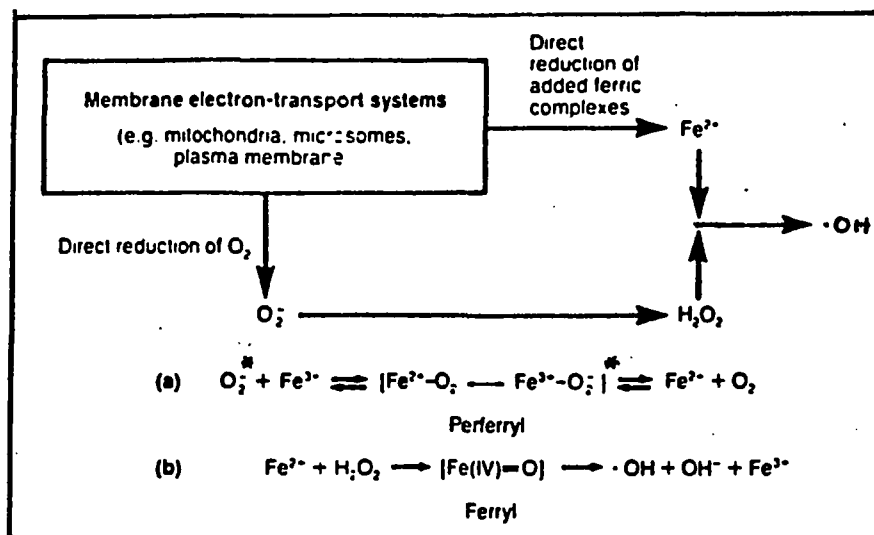 Direct
reduction of
added ferric
complexes
Membrane electron-transport systems
(e.g. mitochondria, microsomes,
plasma membrane
Fe²⁺
·OH
Direct reduction of O₂
O₂⁻
H₂O₂
(a) O₂⁻* + Fe³⁺ ⇌ [Fe²⁺-O₂ ⟷ Fe³⁺-O₂⁻]* ⇌ Fe²⁺ + O₂
Perferryl
(b) Fe²⁺ + H₂O₂ ⟶ [Fe(IV)=O] ⟶ ·OH + OH⁻ + Fe³⁺
Ferryl